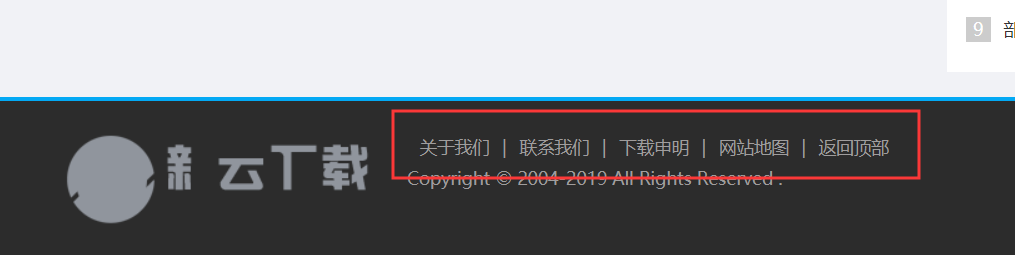 9 部
关于我们 | 联系我们 | 下载申明 | 网站地图 | 返回顶部
新 云下载
Copyright © 2004-2019 All Rights Reserved .